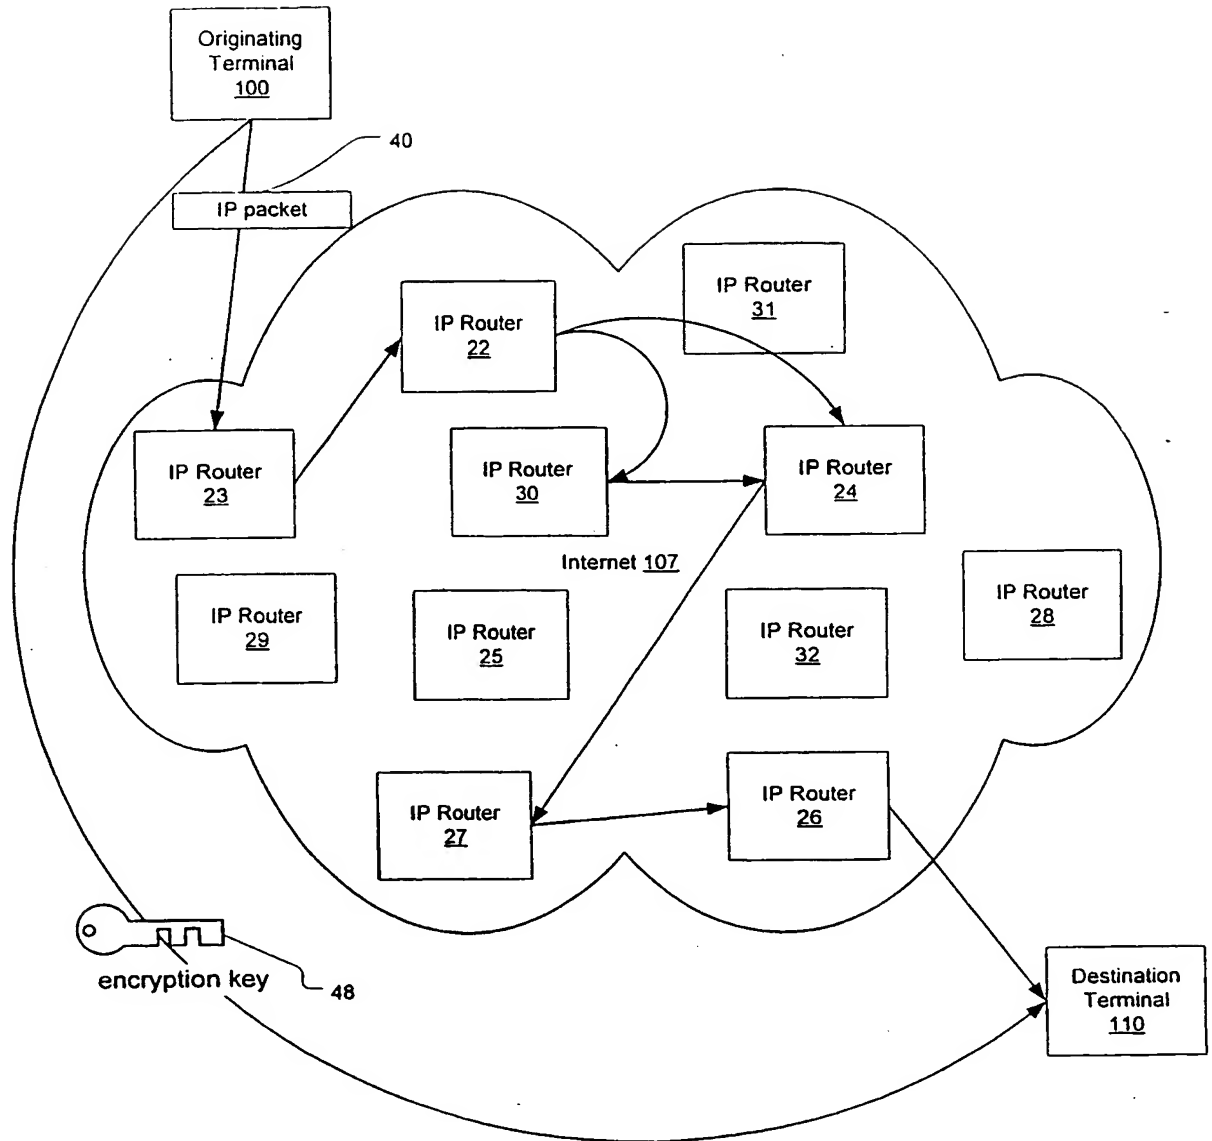 Originating
Terminal
100
40
IP packet
IP Router
31
IP Router
22
IP Router
23
IP Router
30
IP Router
24
Internet 107
IP Router
29
IP Router
25
IP Router
32
IP Router
28
IP Router
27
IP Router
26
encryption key
48
Destination
Terminal
110